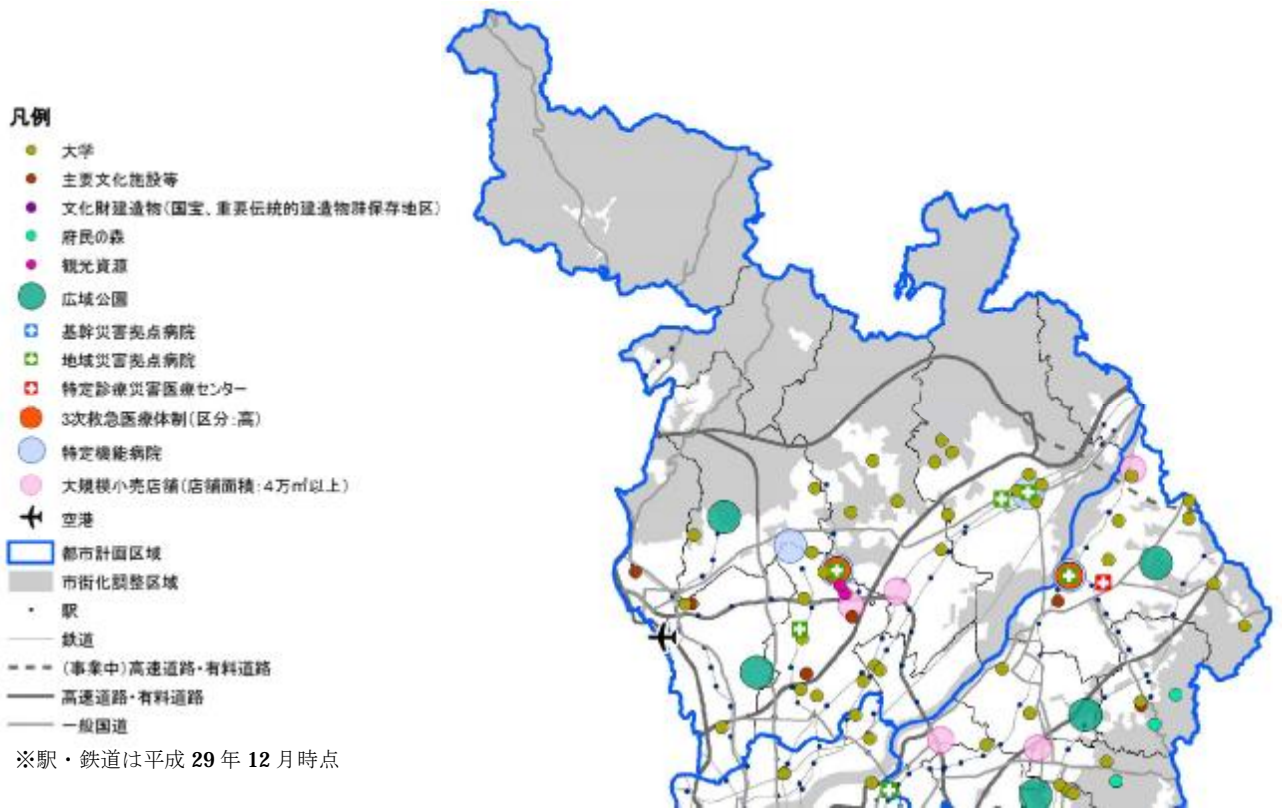 凡例
大学
主要文化施設等
文化財建造物(国宝、重要伝統的建造物群保存地区)
府民の森
観光資源
広域公園
基幹災害拠点病院
地域災害拠点病院
特定診療災害医療センター
3次救急医療体制(区分:高)
特定機能病院
大規模小売店舗(店舗面積:4万㎡以上)
空港
都市計画区域
市街化調整区域
駅
鉄道
(事業中)高速道路・有料道路
高速道路・有料道路
一般国道
※駅・鉄道は平成 29 年 12 月時点